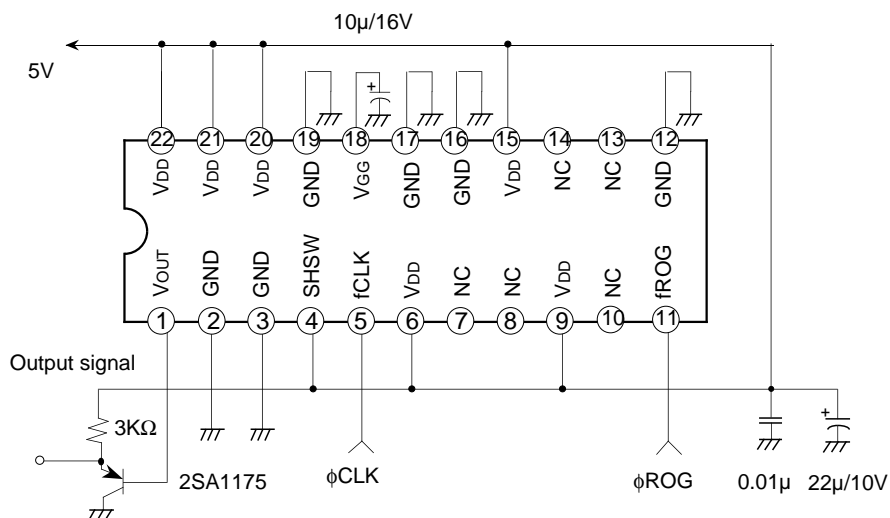 10µ/16V
5V
+
22 21 20 19 18 17 16 15 14 13 12
VDD VDD VDD GND VGG GND GND VDD NC NC GND
VOUT GND GND SHSW fCLK VDD NC NC VDD NC fROG
1 2 3 4 5 6 7 8 9 10 11
Output signal
3KΩ
+
2SA1175
ϕCLK
ϕROG
0.01µ
22µ/10V